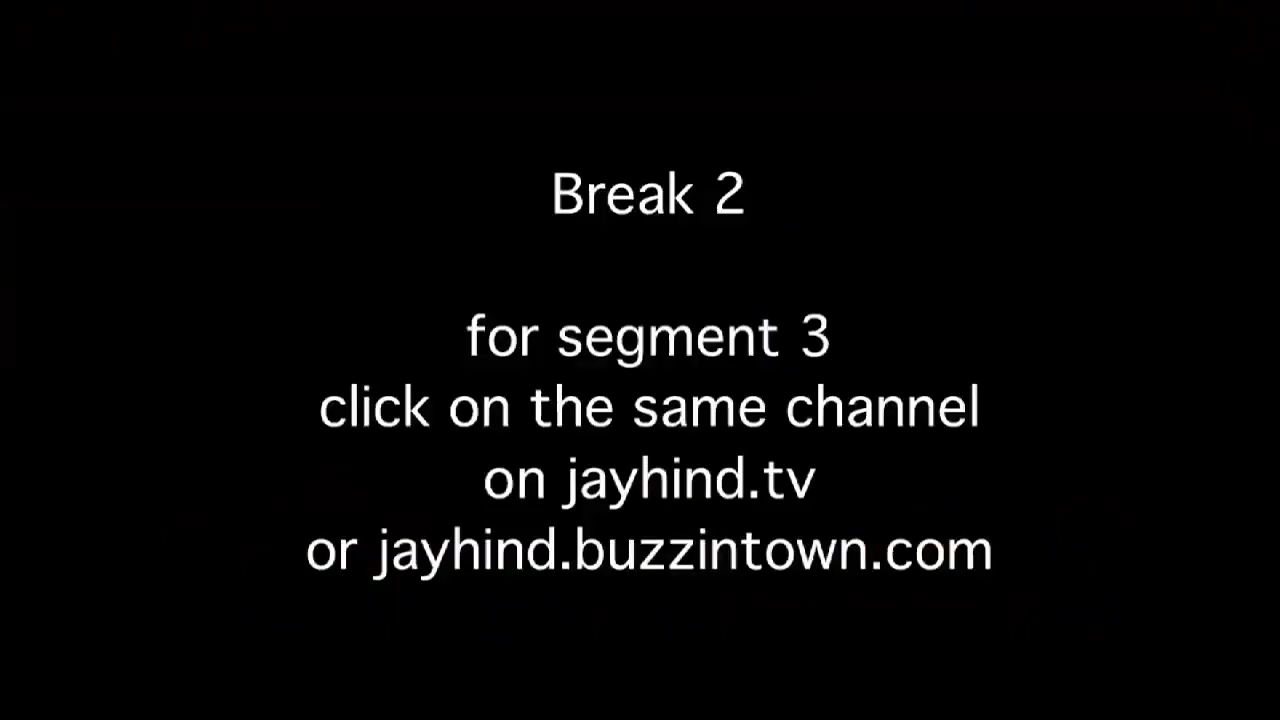 Break 2
for segment 3
click on the same channel
on jayhind.tv
or jayhind.buzzintown.com